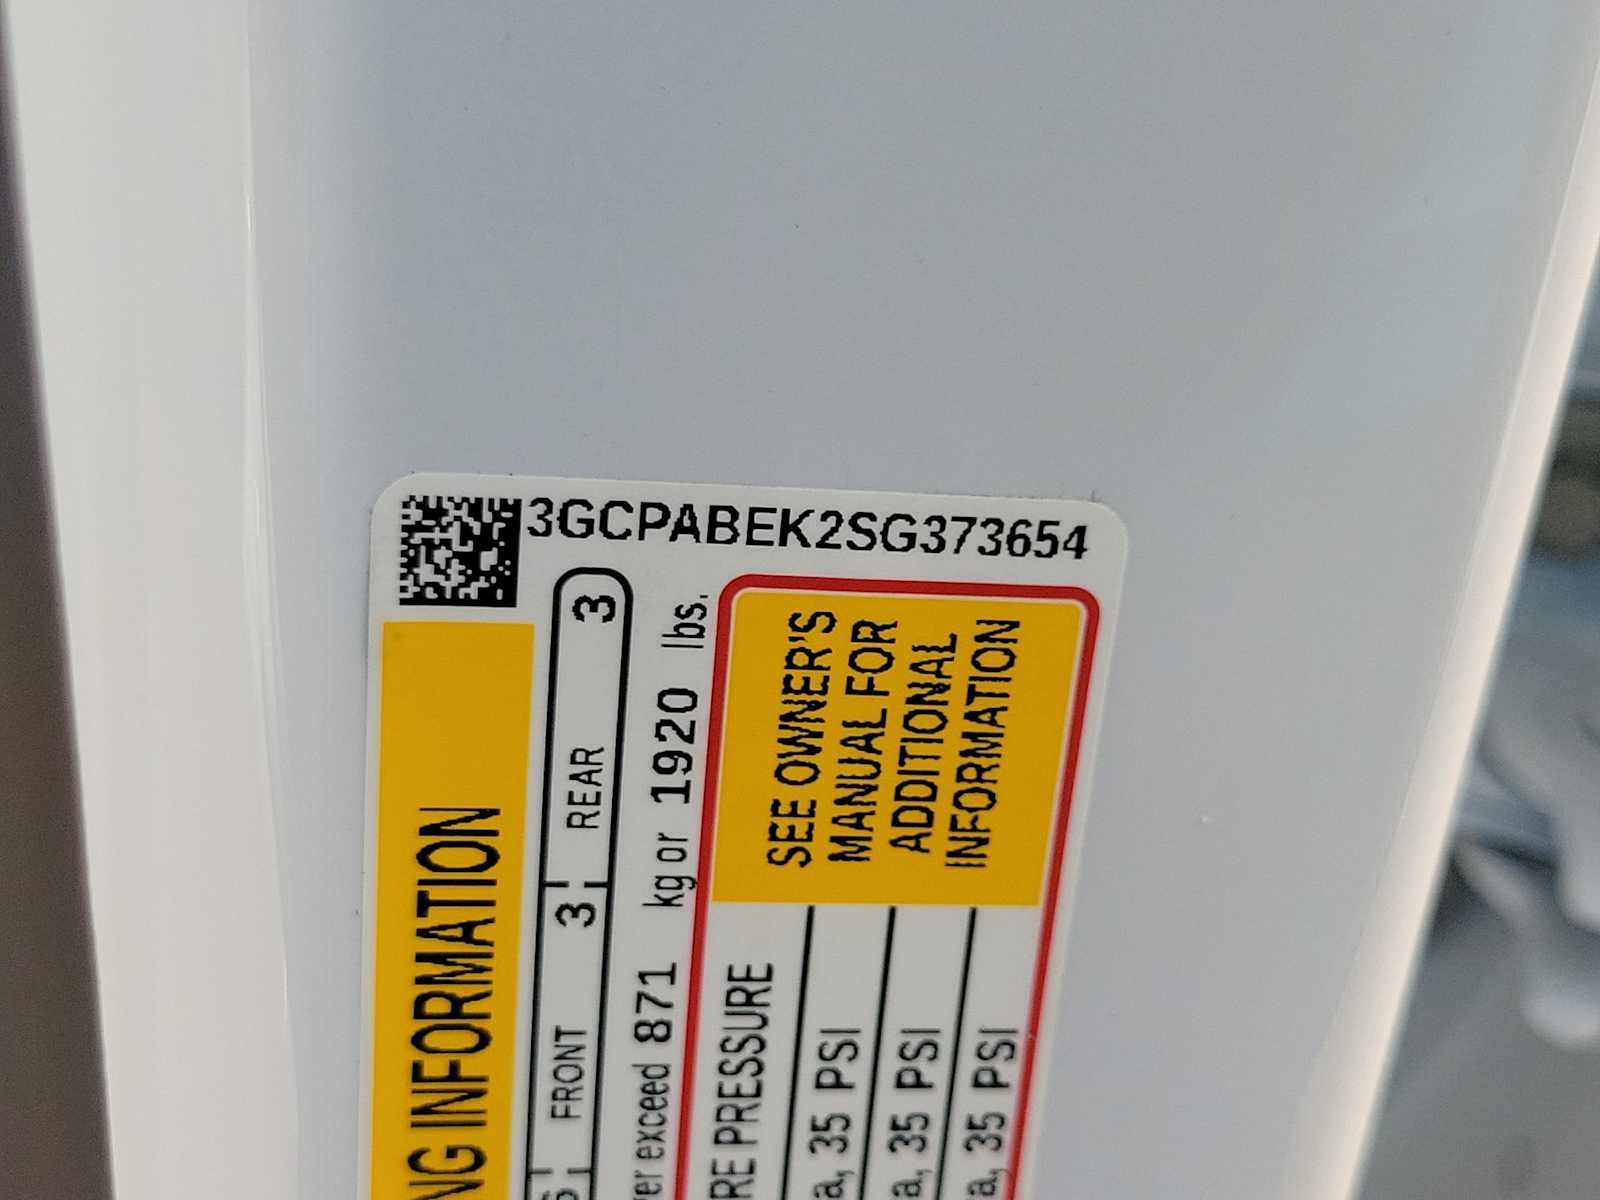 3GCPABEK2SG373654
NG INFORMATION
FRONT 3 REAR 3
ver exceed 871 kg or 1920 lbs.
RE PRESSURE
SEE OWNER'S
MANUAL FOR
ADDITIONAL
INFORMATION
a, 35 PSI
a, 35 PSI
a, 35 PSI